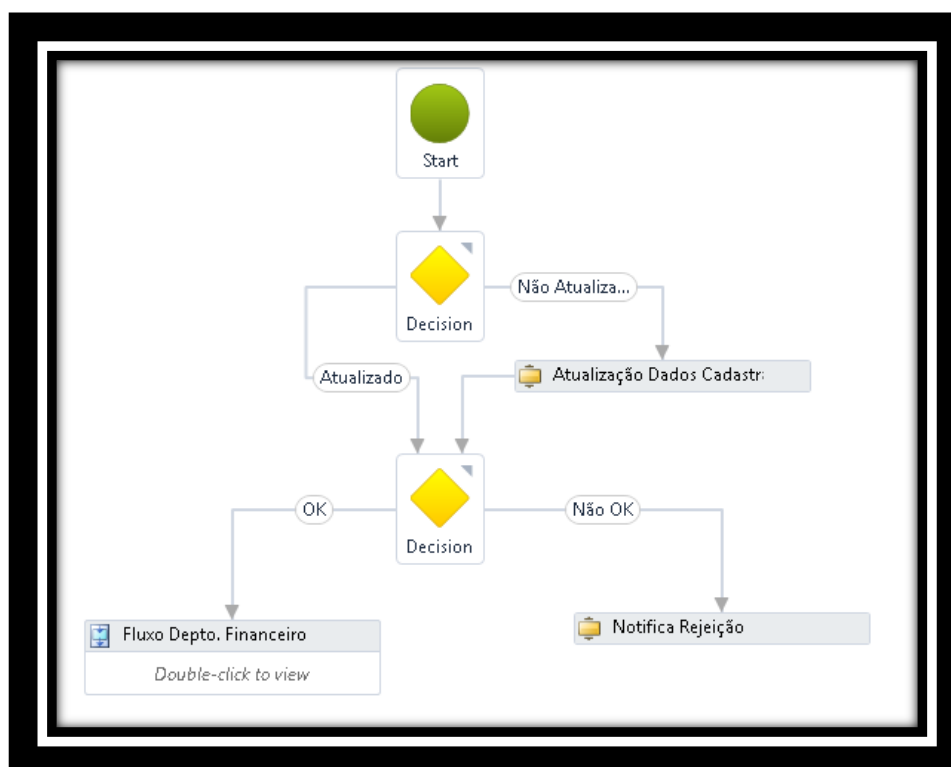 Start
Decision
Não Atualiza...
Atualizado
Atualização Dados Cadastr
Decision
OK
Não OK
Fluxo Depto. Financeiro
Double-click to view
Notifica Rejeição